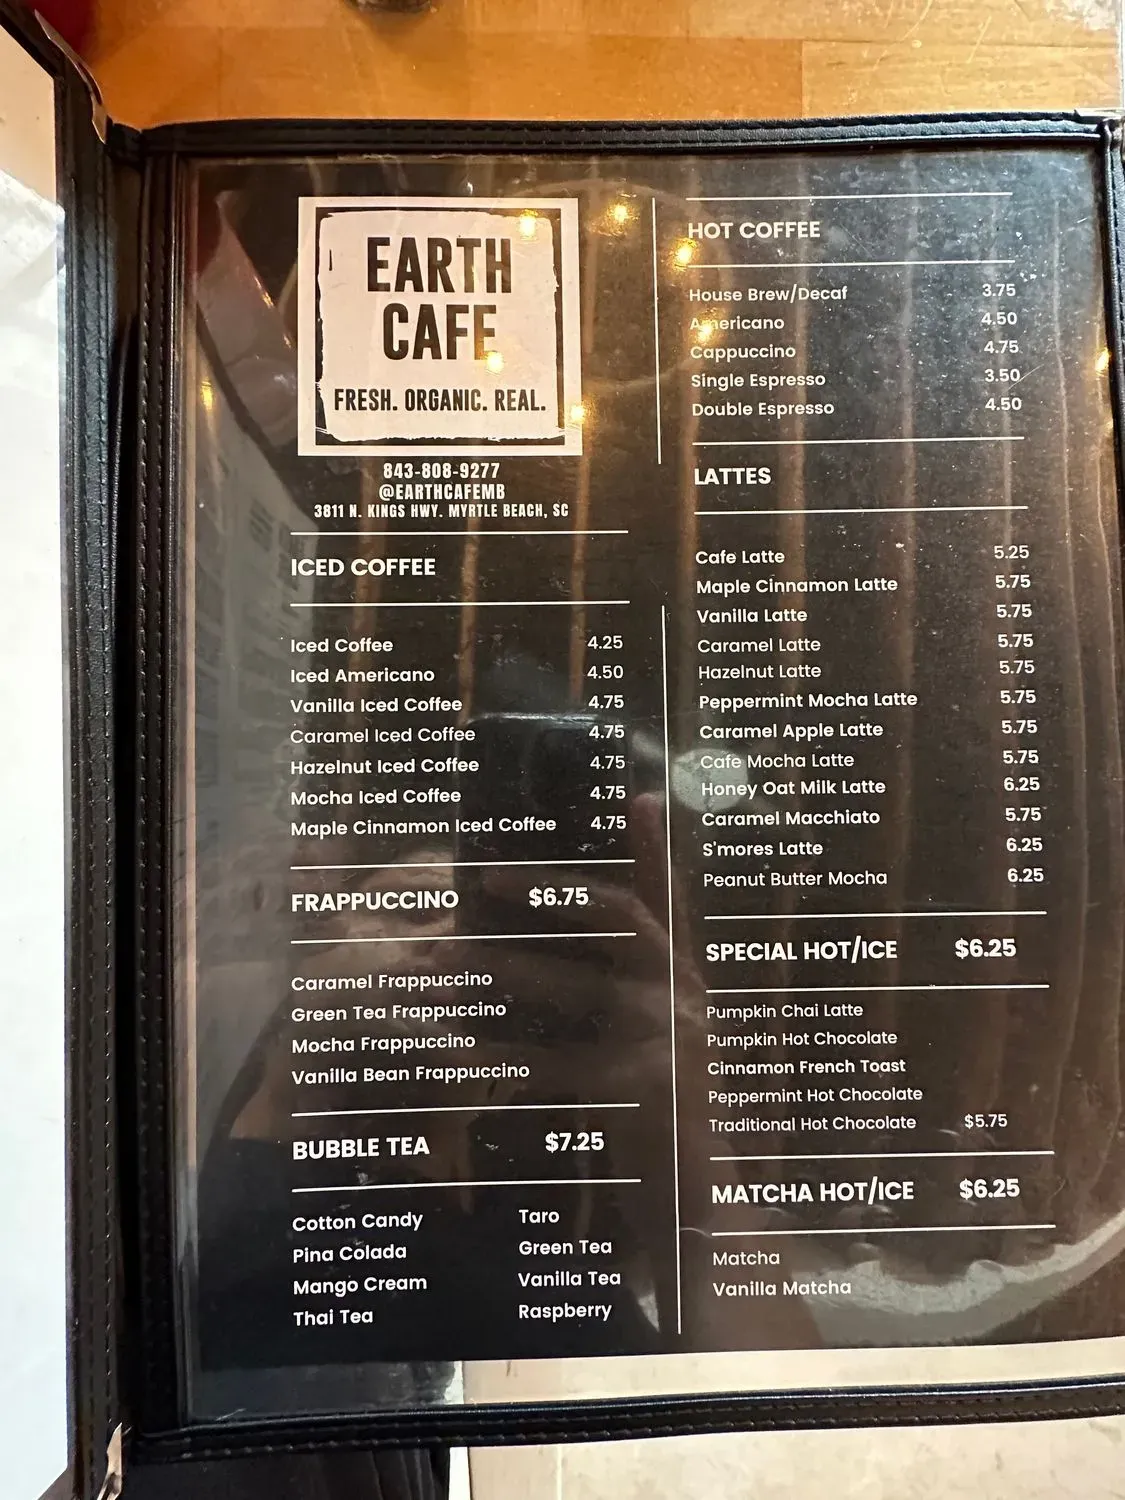 EARTH
CAFE
FRESH. ORGANIC. REAL.
843-808-9277
@EARTHCAFEMB
3811 N. KINGS HWY. MYRTLE BEACH, SC
ICED COFFEE
Iced Coffee 4.25
Iced Americano 4.50
Vanilla Iced Coffee 4.75
Caramel Iced Coffee 4.75
Hazelnut Iced Coffee 4.75
Mocha Iced Coffee 4.75
Maple Cinnamon Iced Coffee 4.75
FRAPPUCCINO $6.75
Caramel Frappuccino
Green Tea Frappuccino
Mocha Frappuccino
Vanilla Bean Frappuccino
BUBBLE TEA $7.25
Cotton Candy Taro
Pina Colada Green Tea
Mango Cream Vanilla Tea
Thai Tea Raspberry
HOT COFFEE
House Brew/Decaf 3.75
Americano 4.50
Cappuccino 4.75
Single Espresso 3.50
Double Espresso 4.50
LATTES
Cafe Latte 5.25
Maple Cinnamon Latte 5.75
Vanilla Latte 5.75
Caramel Latte 5.75
Hazelnut Latte 5.75
Peppermint Mocha Latte 5.75
Caramel Apple Latte 5.75
Cafe Mocha Latte 5.75
Honey Oat Milk Latte 6.25
Caramel Macchiato 5.75
S'mores Latte 6.25
Peanut Butter Mocha 6.25
SPECIAL HOT/ICE $6.25
Pumpkin Chai Latte
Pumpkin Hot Chocolate
Cinnamon French Toast
Peppermint Hot Chocolate
Traditional Hot Chocolate $5.75
MATCHA HOT/ICE $6.25
Matcha
Vanilla Matcha